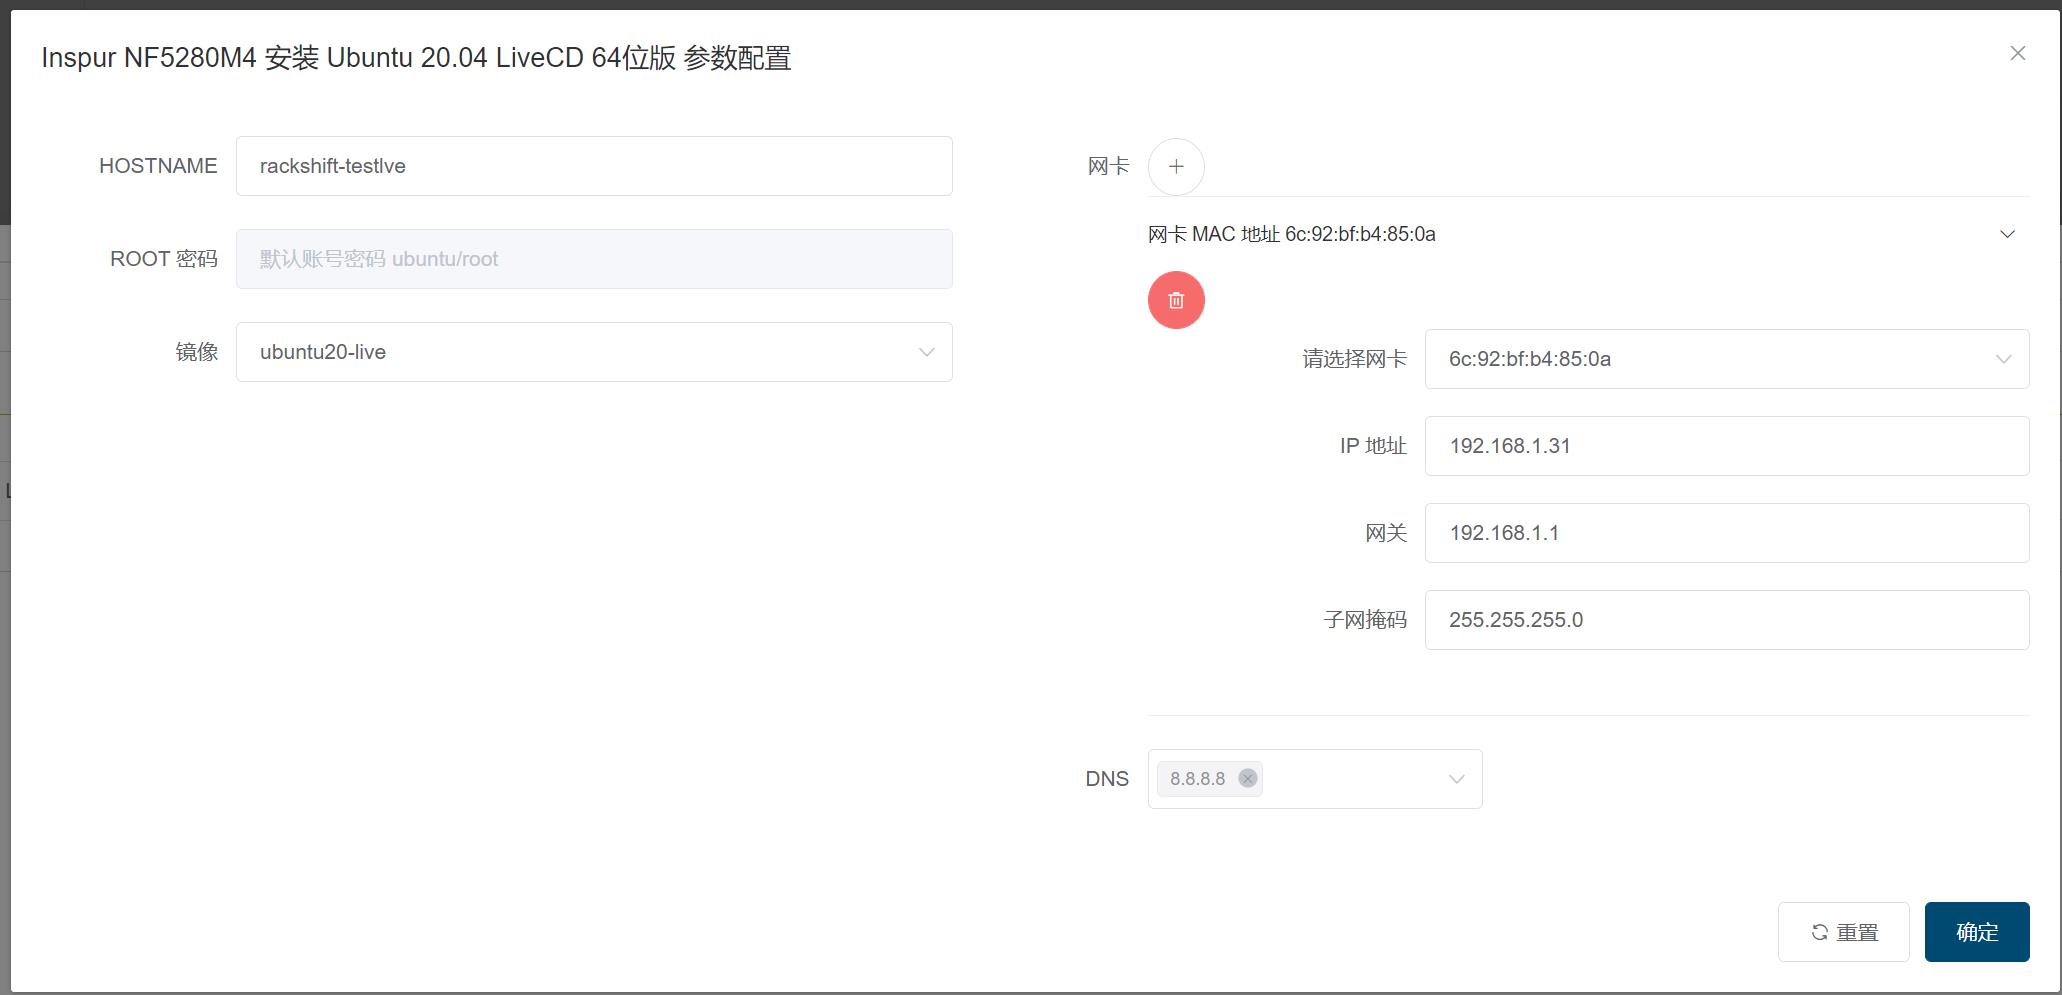 Inspur NF5280M4 安装 Ubuntu 20.04 LiveCD 64位版 参数配置
HOSTNAME rackshift-testlve
ROOT 密码 默认账号密码 ubuntu/root
镜像 ubuntu20-live
网卡
网卡 MAC 地址 6c:92:bf:b4:85:0a
请选择网卡 6c:92:bf:b4:85:0a
IP 地址 192.168.1.31
网关 192.168.1.1
子网掩码 255.255.255.0
DNS 8.8.8.8
重置 确定